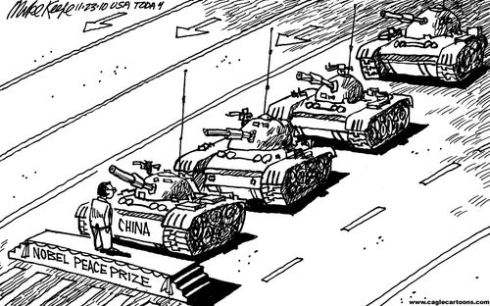 Mike Keefe 11·23·10 USA TODAY
CHINA
NOBEL PEACE PRIZE
www.caglecartoons.com